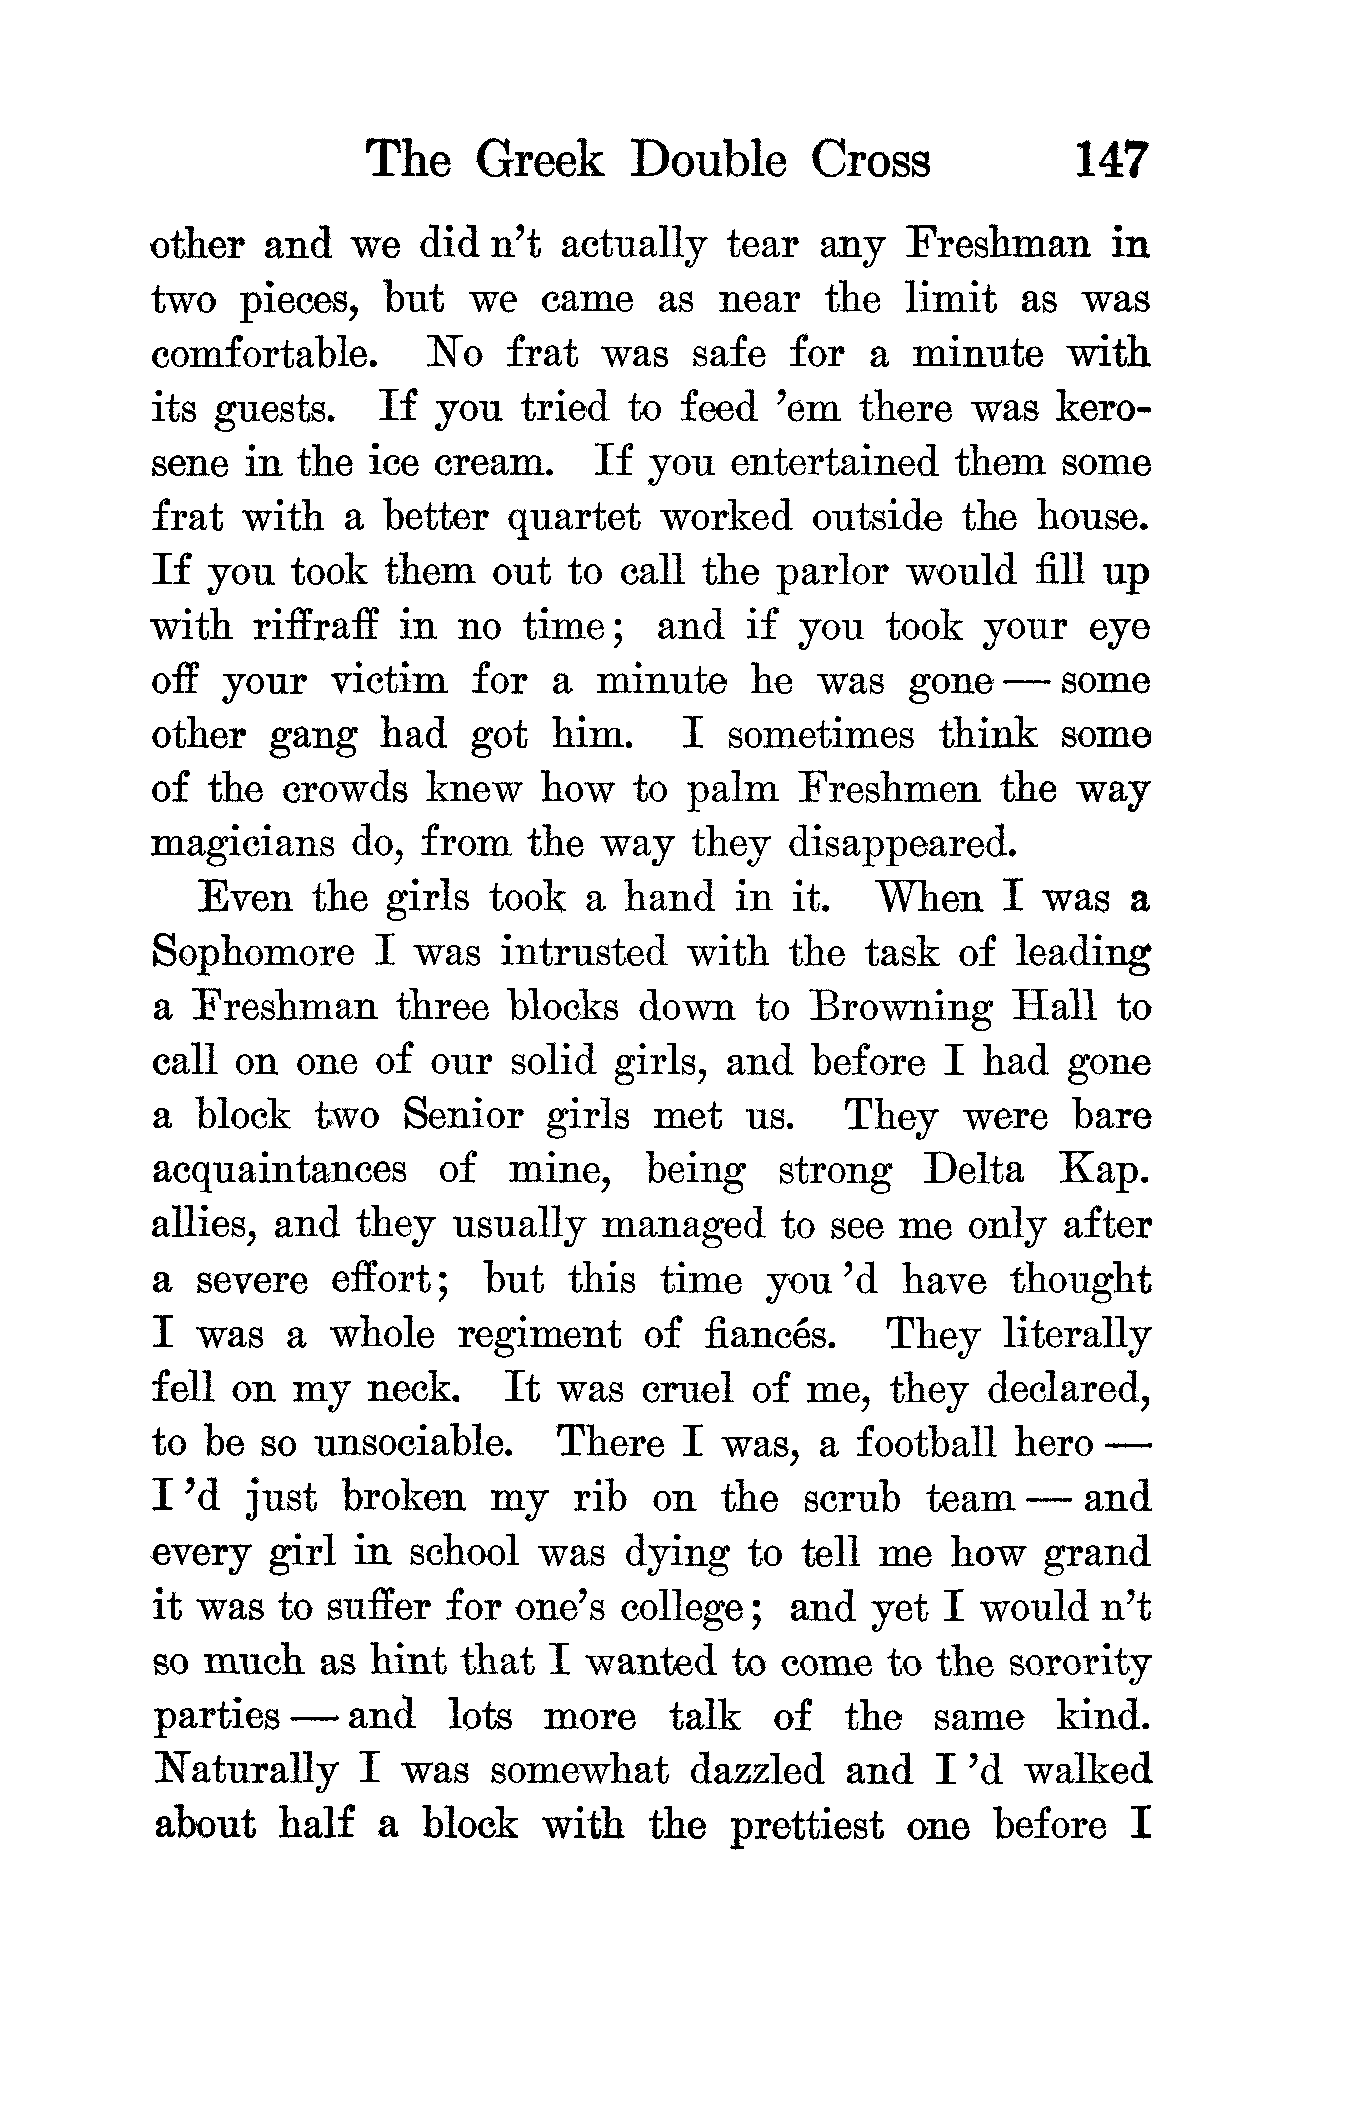 The Greek Double Cross 147
other and we did n't actually tear any Freshman in
two pieces, but we came as near the limit as was
comfortable. No frat was safe for a minute with
its guests. If you tried to feed 'em there was kero-
sene in the ice cream. If you entertained them some
frat with a better quartet worked outside the house.
If you took them out to call the parlor would fill up
with riffraff in no time; and if you took your eye
off your victim for a minute he was gone — some
other gang had got him. I sometimes think some
of the crowds knew how to palm Freshmen the way
magicians do, from the way they disappeared.
Even the girls took a hand in it. When I was a
Sophomore I was intrusted with the task of leading
a Freshman three blocks down to Browning Hall to
call on one of our solid girls, and before I had gone
a block two Senior girls met us. They were bare
acquaintances of mine, being strong Delta Kap.
allies, and they usually managed to see me only after
a severe effort; but this time you 'd have thought
I was a whole regiment of fiancés. They literally
fell on my neck. It was cruel of me, they declared,
to be so unsociable. There I was, a football hero —
I 'd just broken my rib on the scrub team — and
every girl in school was dying to tell me how grand
it was to suffer for one's college; and yet I would n't
so much as hint that I wanted to come to the sorority
parties — and lots more talk of the same kind.
Naturally I was somewhat dazzled and I 'd walked
about half a block with the prettiest one before I